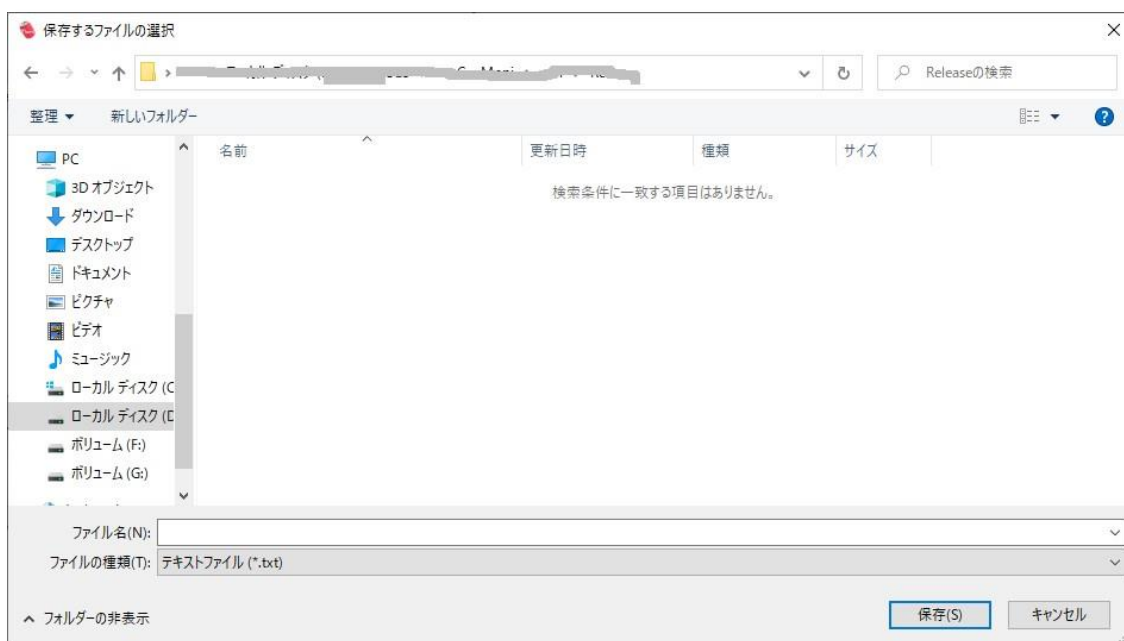 保存するファイルの選択
Releaseの検索
整理
新しいフォルダー
?
名前
更新日時
種類
サイズ
検索条件に一致する項目はありません。
PC
3D オブジェクト
ダウンロード
デスクトップ
ドキュメント
ピクチャ
ビデオ
ミュージック
ローカル ディスク (C
ローカル ディスク (D
ボリューム (F:)
ボリューム (G:)
ファイル名(N):
ファイルの種類(T): テキストファイル (*.txt)
フォルダーの非表示
保存(S)
キャンセル